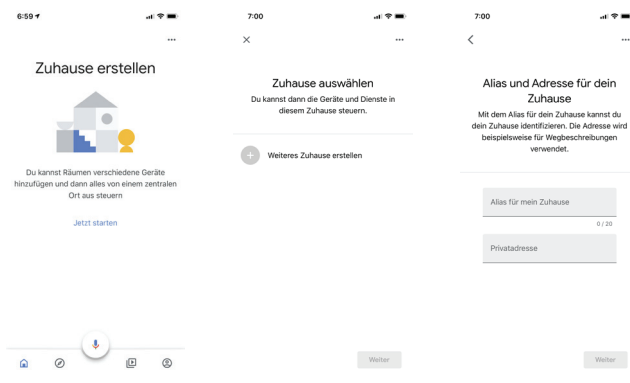 6:59
Zuhause erstellen
Du kannst Räumen verschiedene Geräte
hinzufügen und dann alles von einem zentralen
Ort aus steuern
Jetzt starten
7:00
Zuhause auswählen
Du kannst dann die Geräte und Dienste in
diesem Zuhause steuern.
Weiteres Zuhause erstellen
Weiter
7:00
Alias und Adresse für dein
Zuhause
Mit dem Alias für dein Zuhause kannst du
dein Zuhause identifizieren. Die Adresse wird
beispielsweise für Wegbeschreibungen
verwendet.
Alias für mein Zuhause
0 / 20
Privatadresse
Weiter